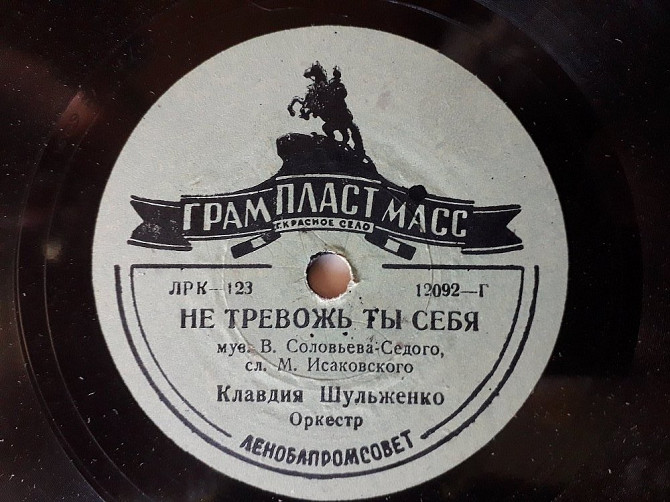 ГРАМПЛАСТМАСС
г. КРАСНОЕ СЕЛО
ЛРК—123 12092—Г
НЕ ТРЕВОЖЬ ТЫ СЕБЯ
муз. В. Соловьева-Седого,
сл. М. Исаковского
Клавдия Шульженко
Оркестр
ЛЕНОБЛПРОМСОВЕТ